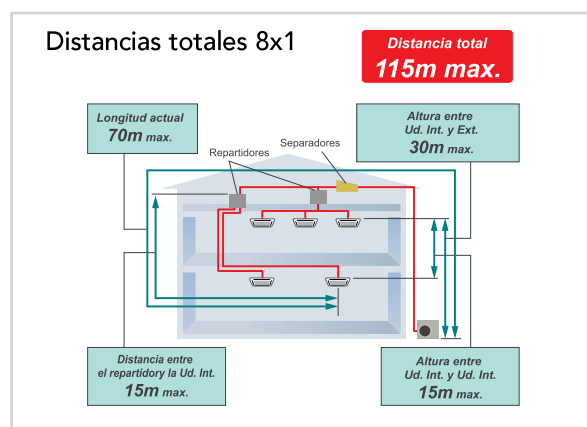 Distancias totales 8x1
Distancia total
115m max.
Longitud actual
70m max.
Repartidores
Separadores
Altura entre
Ud. Int. y Ext.
30m max.
Distancia entre
el repartidory la Ud. Int.
15m max.
Altura entre
Ud. Int. y Ud. Int.
15m max.